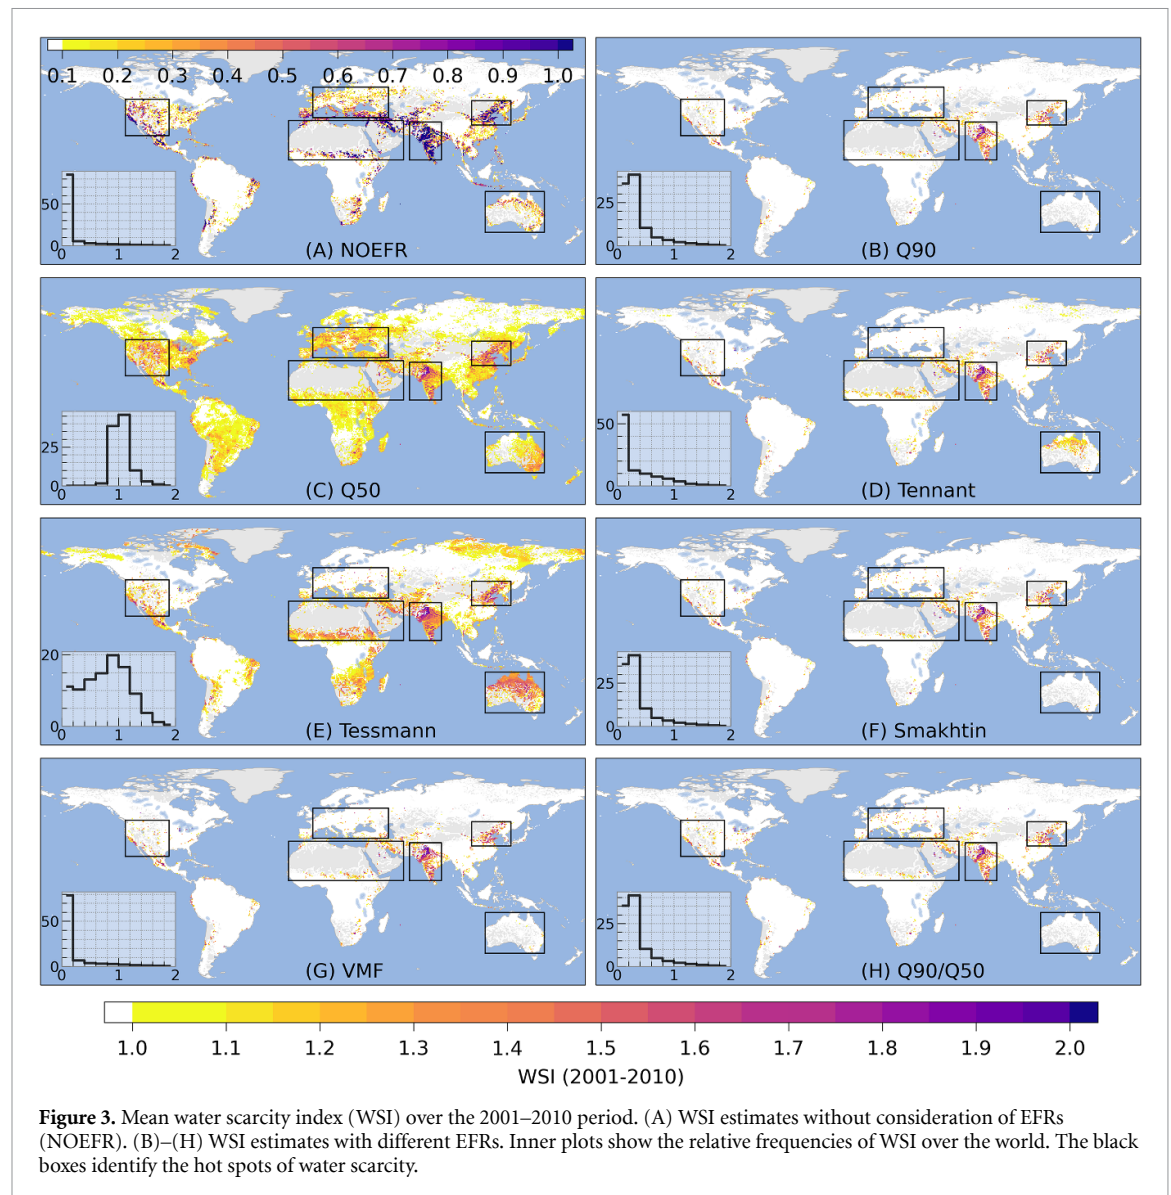 0.1 0.2 0.3 0.4 0.5 0.6 0.7 0.8 0.9 1.0
50
0
0 1 2
(A) NOEFR
25
0
0 1 2
(B) Q90
25
0
0 1 2
(C) Q50
50
0
0 1 2
(D) Tennant
20
0
0 1 2
(E) Tessmann
25
0
0 1 2
(F) Smakhtin
50
0
0 1 2
(G) VMF
25
0
0 1 2
(H) Q90/Q50
1.0 1.1 1.2 1.3 1.4 1.5 1.6 1.7 1.8 1.9 2.0
WSI (2001-2010)
Figure 3. Mean water scarcity index (WSI) over the 2001–2010 period. (A) WSI estimates without consideration of EFRs
(NOEFR). (B)–(H) WSI estimates with different EFRs. Inner plots show the relative frequencies of WSI over the world. The black
boxes identify the hot spots of water scarcity.